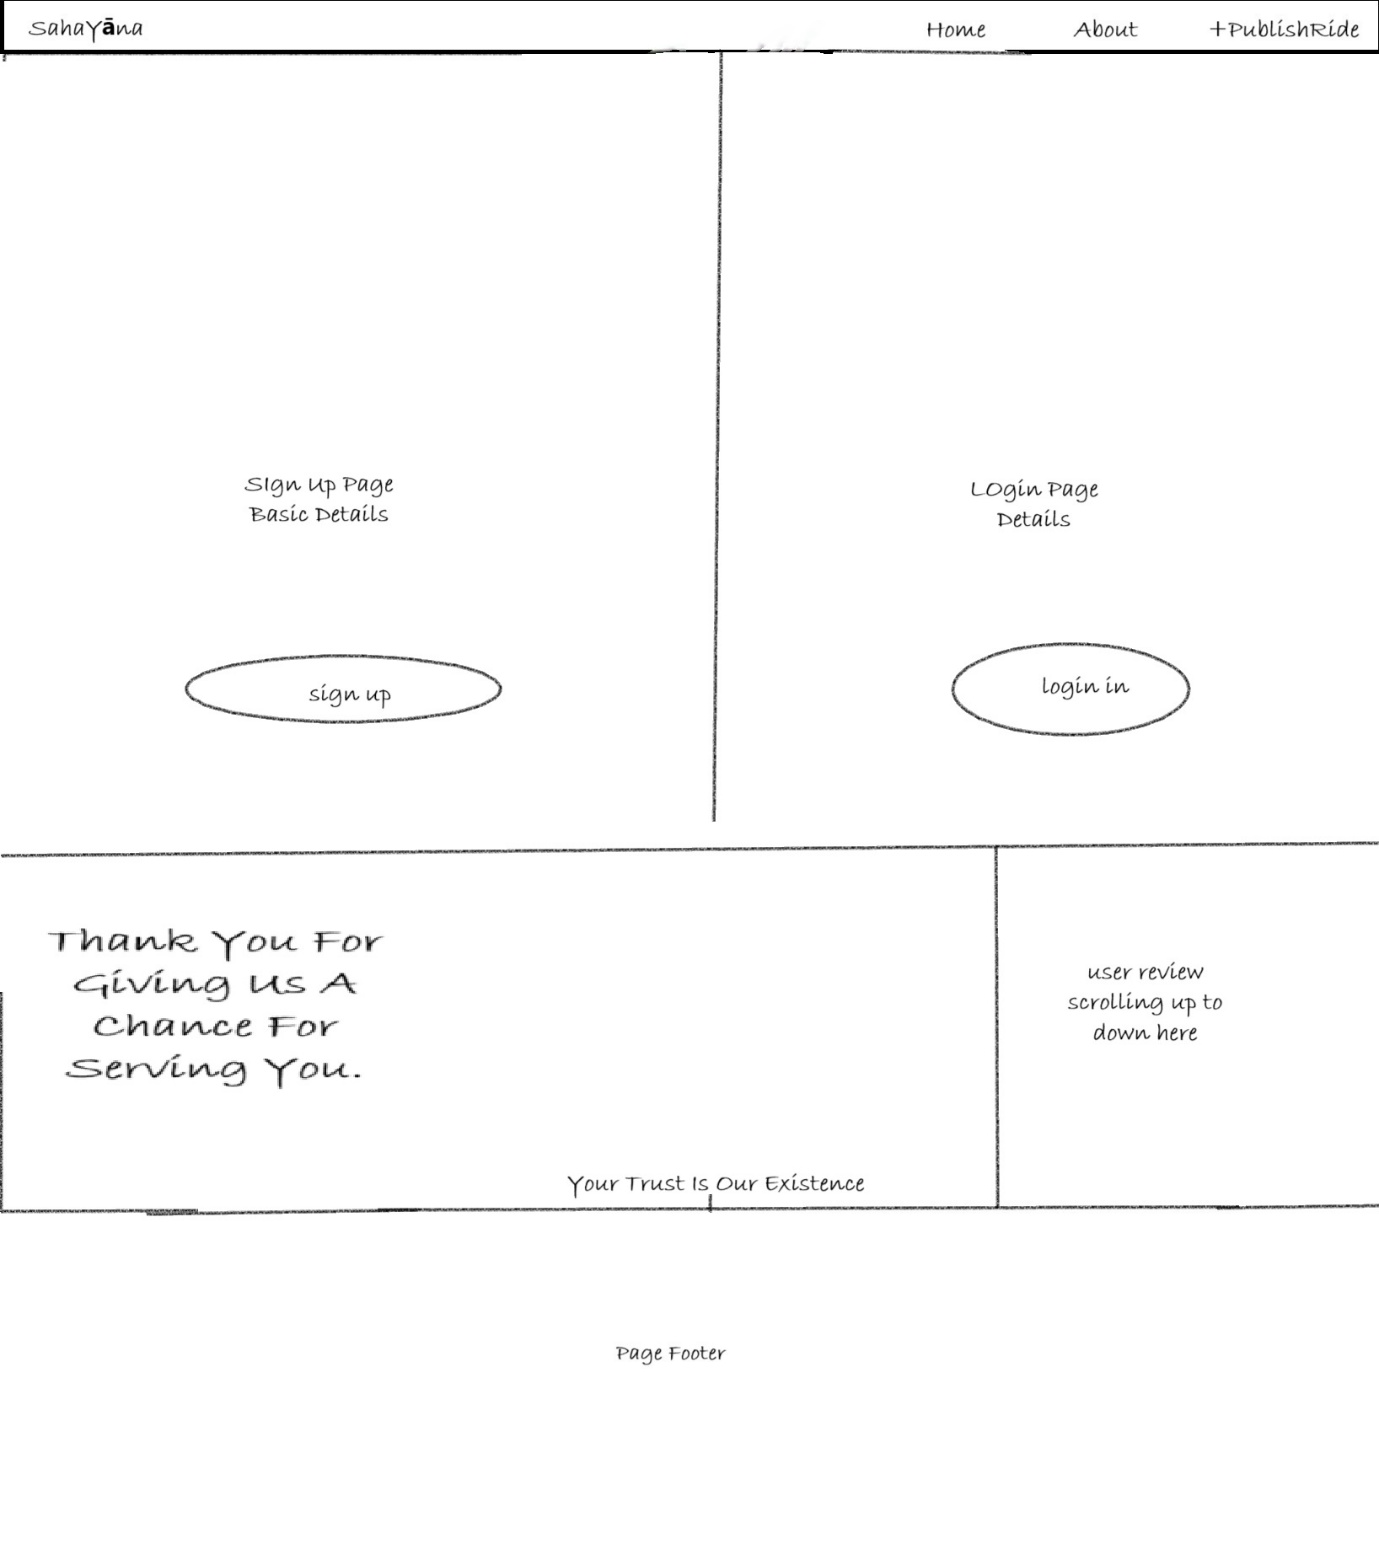 SahaYāna
Home
About
+PublishRide
SIgn Up Page
Basic Details
LOgin Page
Details
sign up
login in
Thank You For
Giving Us A
Chance For
Serving You.
user review
scrolling up to
down here
Your Trust Is Our Existence
Page Footer